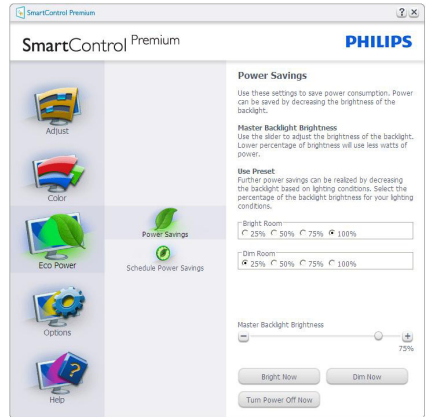 SmartControl Premium
? ×
SmartControl Premium
PHILIPS
Adjust
Color
Eco Power
Options
Help
Power Savings
Schedule Power Savings
Power Savings
Use these settings to save power consumption. Power
can be saved by decreasing the brightness of the
backlight.
Master Backlight Brightness
Use the slider to adjust the brightness of the backlight.
Lower percentage of brightness will use less watts of
power.
Use Preset
Further power savings can be realized by decreasing
the backlight based on lighting conditions. Select the
percentage of the backlight brightness for your lighting
conditions.
Bright Room
25% 50% 75% 100%
Dim Room
25% 50% 75% 100%
Master Backlight Brightness
75%
Bright Now Dim Now
Turn Power Off Now